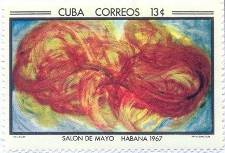 CUBA CORREOS 13¢
SALON DE MAYO HABANA 1967